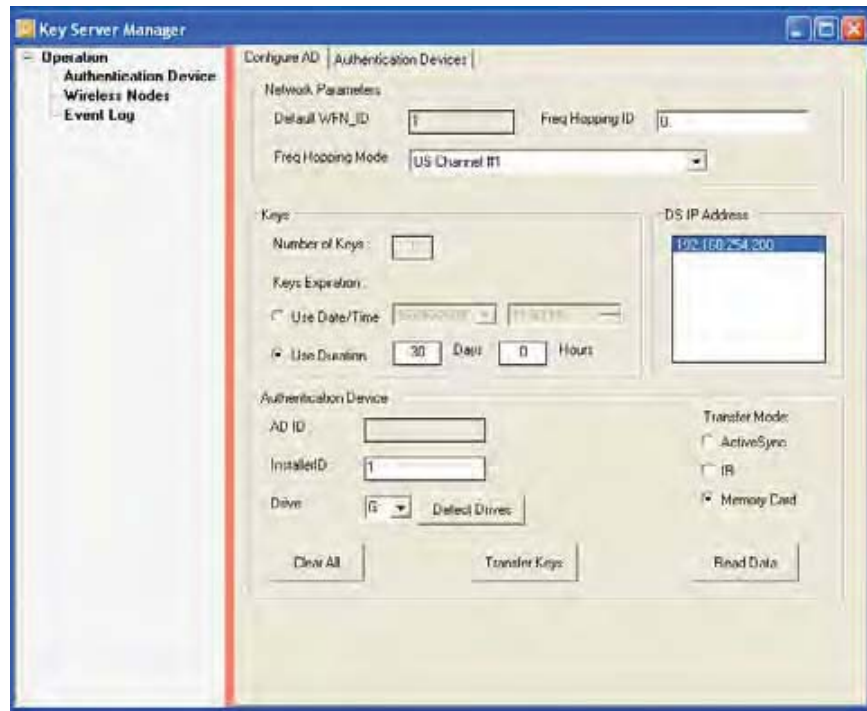 Key Server Manager
Operation
Authentication Device
Wireless Nodes
Event Log
Configure AD
Authentication Devices
Network Parameters
Default WFN_ID
1
Freq Hopping ID
0
Freq Hopping Mode
US Channel #1
Keys
Number of Keys :
Keys Expiration :
Use Date/Time
Use Duration
30
Days
0
Hours
DS IP Address
192.168.254.200
Authentication Device
AD ID
InstallerID
1
Drive
G
Detect Drives
Transfer Mode:
ActiveSync
IR
Memory Card
Clear All
Transfer Keys
Read Data